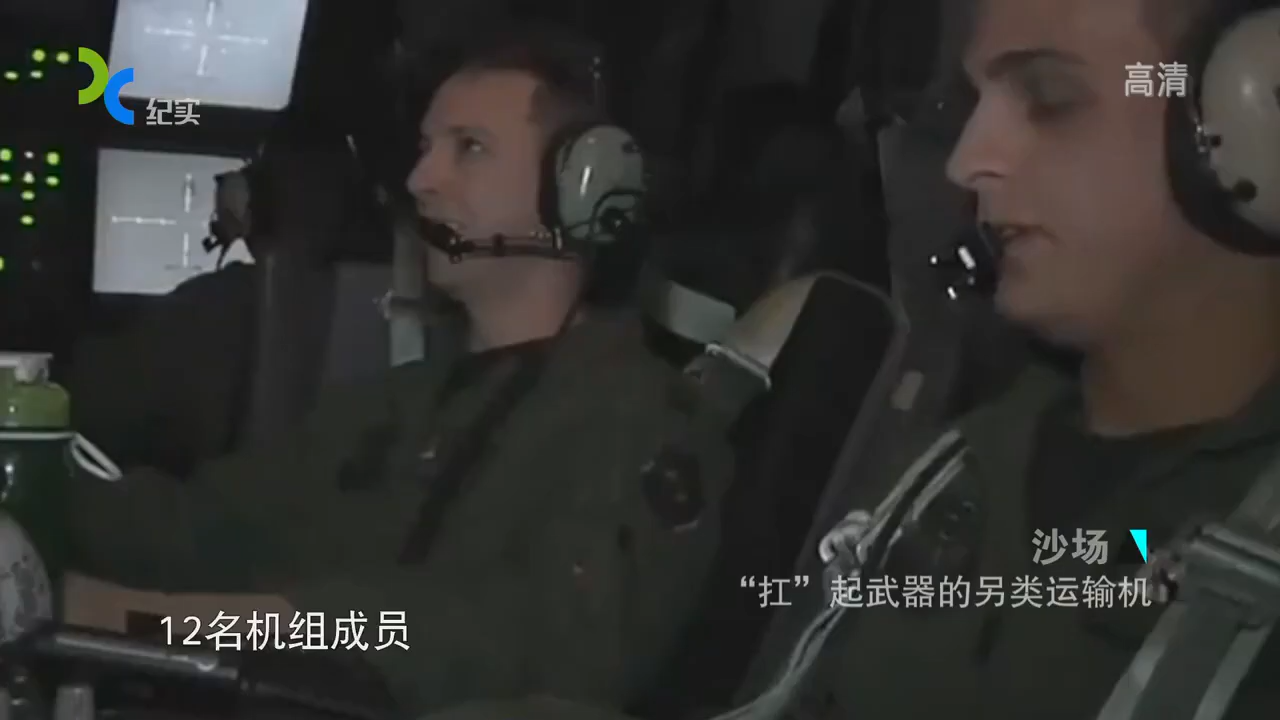 纪实
高清
沙场
“扛”起武器的另类运输机
12名机组成员